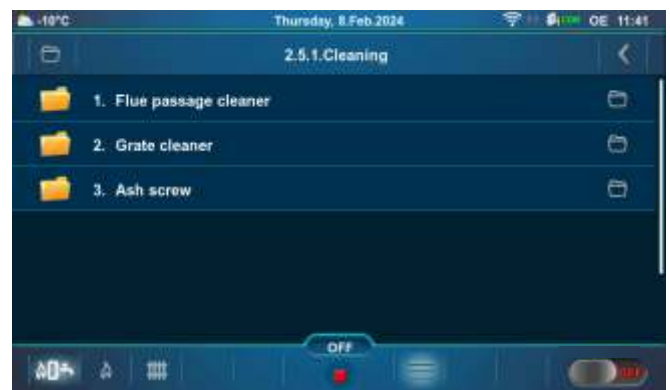 -10°C Thursday, 8.Feb.2024 OE 11:41
2.5.1.Cleaning
1. Flue passage cleaner
2. Grate cleaner
3. Ash screw
OFF
OFF